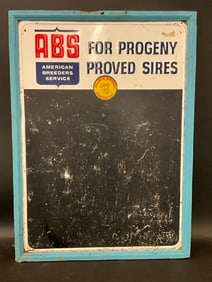 ABS
AMERICAN
BREEDERS
SERVICE
FOR PROGENY
PROVED SIRES